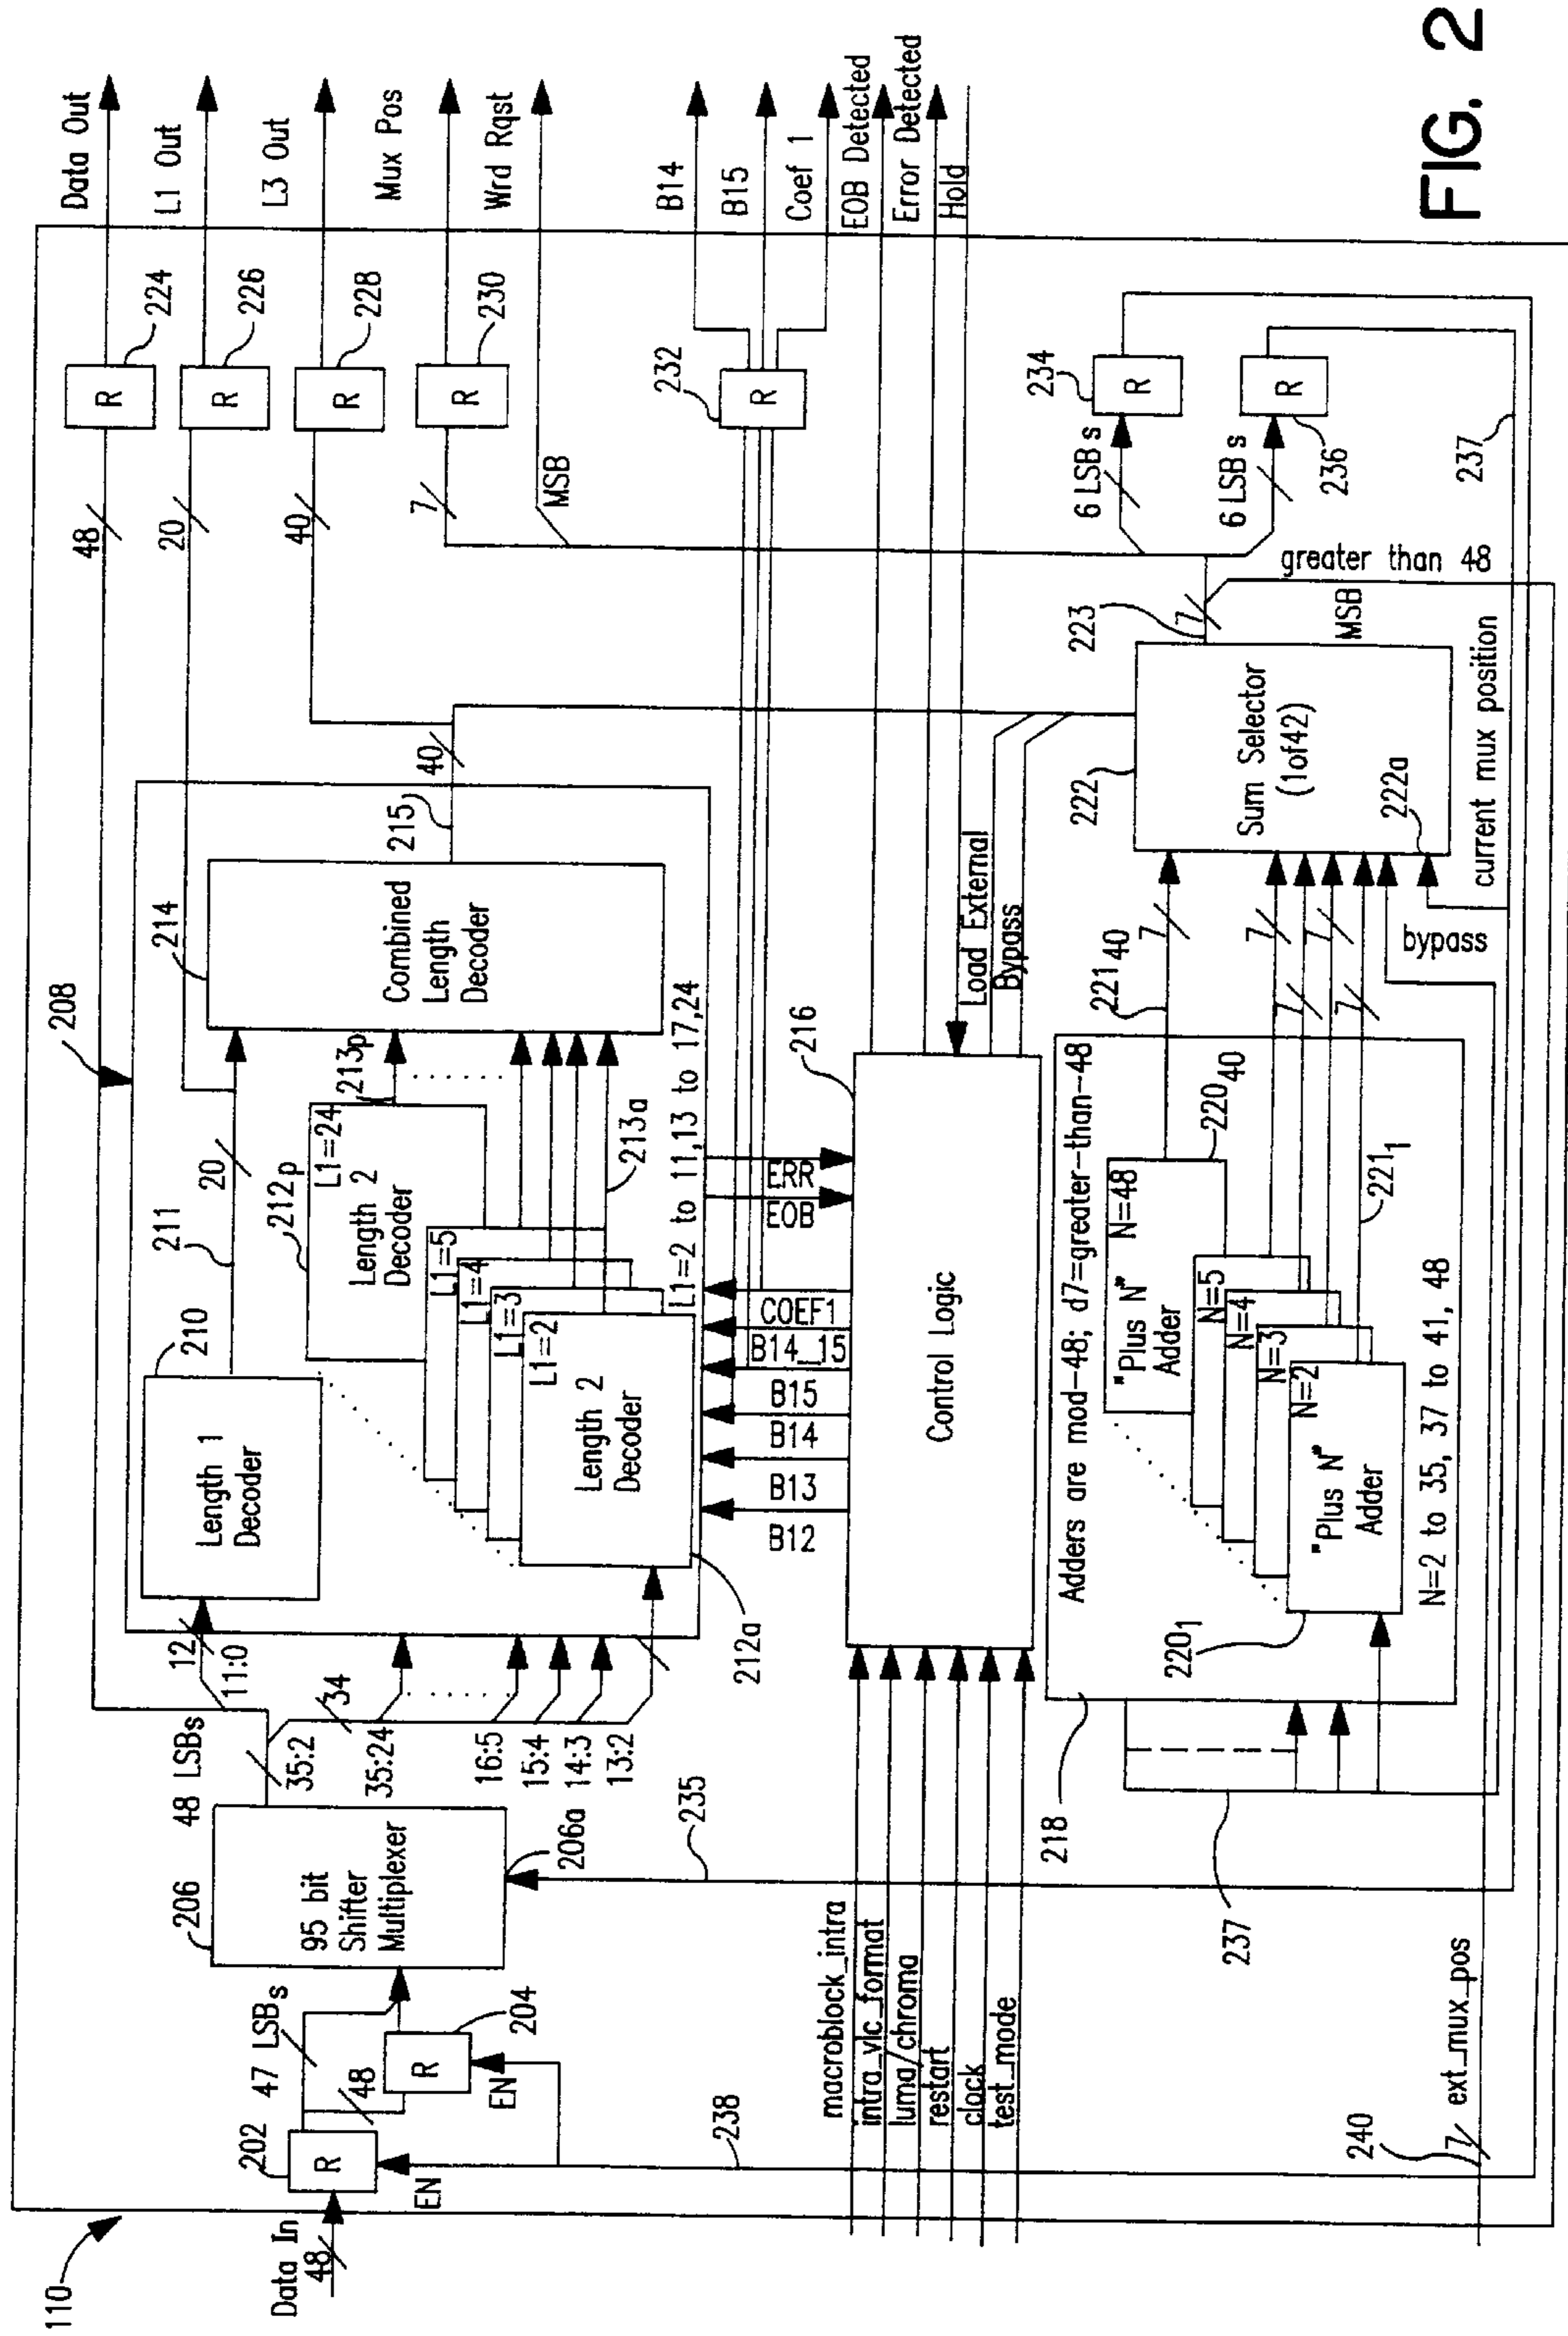 110
Data In
48
202
R
EN
47 LSBs
48
R
204
EN
238
206
95 bit
Shifter
Multiplexer
206a
235
48 LSBs
35:2
34
35:24
16:5
15:4
14:3
13:2
12
11:0
208
210
Length 1
Decoder
211
20
212p
L1=24
Length 2
Decoder
L1=5
L1=4
L1=3
L1=2
Length 2
Decoder
212a
213p
213a
214
Combined
Length
Decoder
215
40
L1=2 to 11,13 to 17,24
48
20
40
7
MSB
R
224
R
226
R
228
R
230
232
R
Data Out
L1 Out
L3 Out
Mux Pos
Wrd Rqst
B14
B15
Coef 1
EOB Detected
Error Detected
Hold
B12
B13
B14
B15
B14_15
COEF1
EOB
ERR
216
Control Logic
Load External
Bypass
macroblock_intra
intra_vlc_format
luma/chroma
restart
clock
test_mode
218
Adders are mod-48; d7=greater-than-48
"Plus N"
Adder
N=48
N=5
N=4
N=3
N=2
"Plus N"
Adder
220₁
220₄₀
N=2 to 35, 37 to 41, 48
221₄₀
221₁
7
7
7
7
7
222
Sum Selector
(1of42)
222a
223
7
MSB
greater than 48
bypass
current mux position
6 LSBs
6 LSBs
234
R
R
236
237
237
240
7
ext_mux_pos
FIG. 2